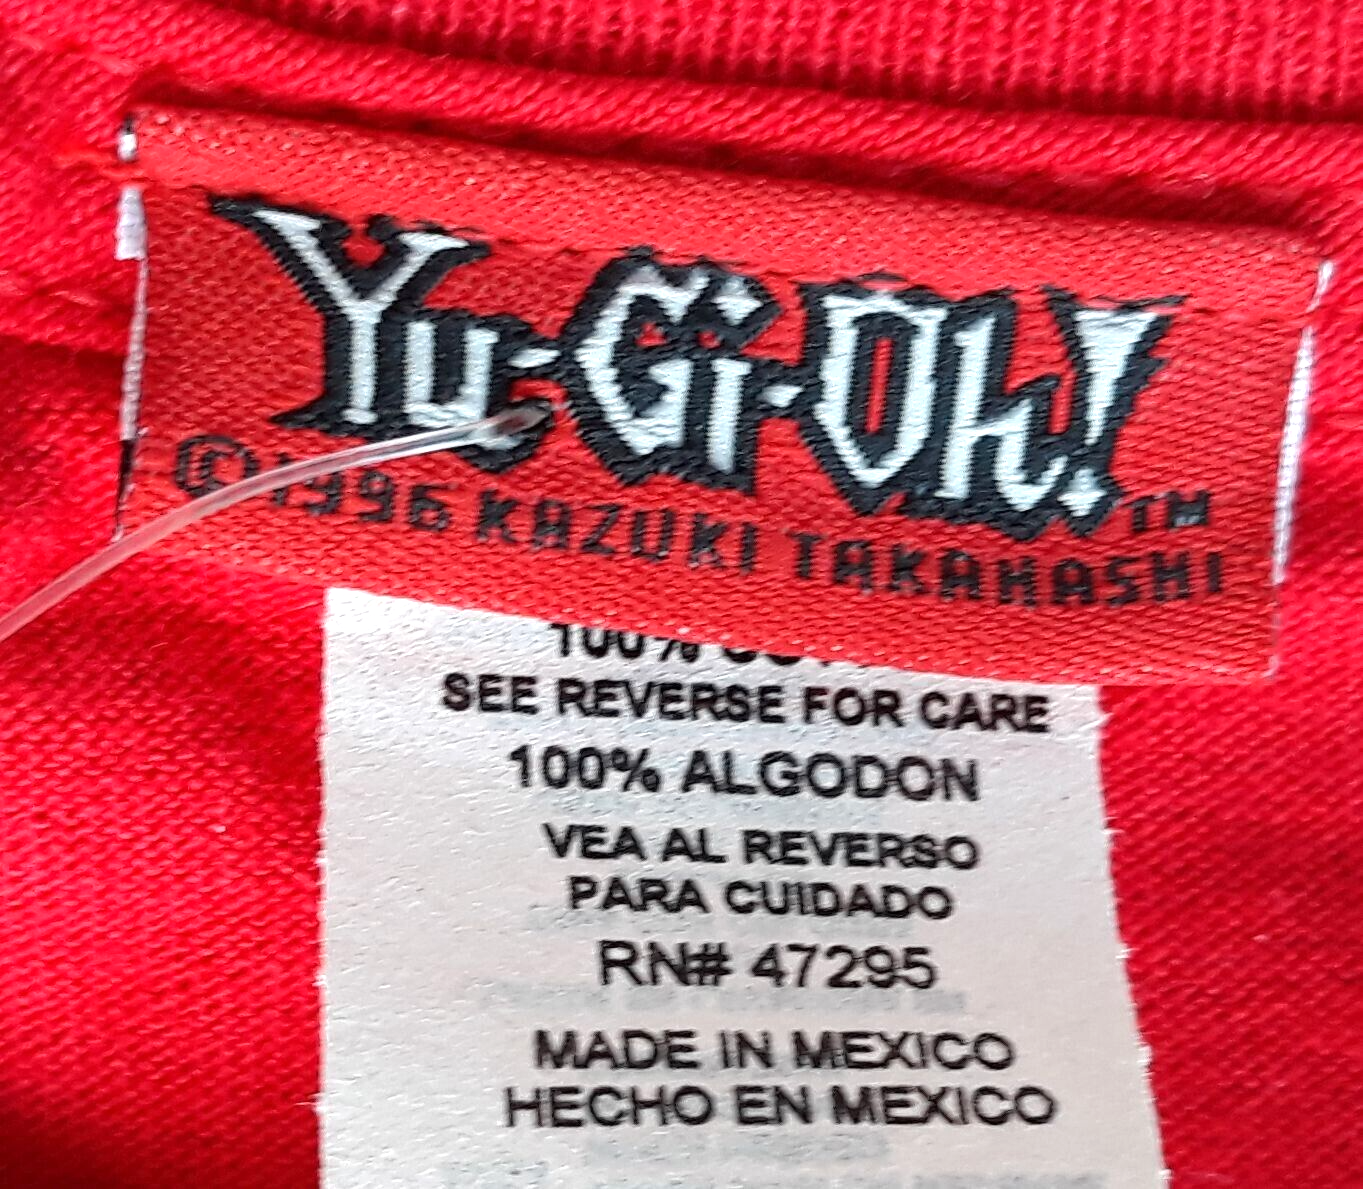 Yu-Gi-Oh!™
©1996 KAZUKI TAKAHASHI
100%
SEE REVERSE FOR CARE
100% ALGODON
VEA AL REVERSO
PARA CUIDADO
RN# 47295
MADE IN MEXICO
HECHO EN MEXICO